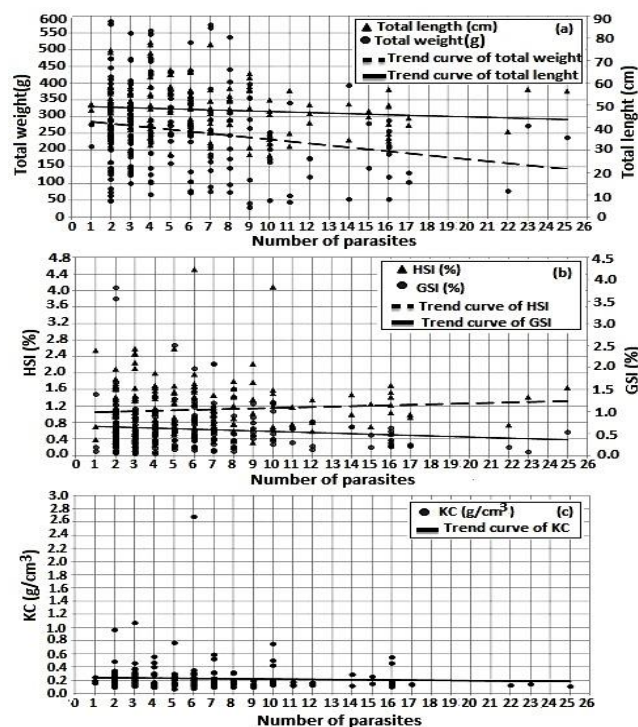 600
550
500
450
400
350
300
250
200
150
100
50
0
Total weight(g)
Total length (cm)
(a)
Total weight(g)
Trend curve of total weight
Trend curve of total lenght
90
80
70
60
50
40
30
20
10
0
Total lenght (cm)
0 1 2 3 4 5 6 7 8 9 10 11 12 13 14 15 16 17 18 19 20 21 22 23 24 25 26
Number of parasites
4.8
4.4
4.0
3.6
3.2
2.8
2.4
2.0
1.6
1.2
0.8
0.4
0.0
HSI (%)
HSI (%)
(b)
GSI (%)
Trend curve of HSI
Trend curve of GSI
4.5
4.0
3.5
3.0
2.5
2.0
1.5
1.0
0.5
0.0
GSI (%)
0 1 2 3 4 5 6 7 8 9 10 11 12 13 14 15 16 17 18 19 20 21 22 23 24 25 26
Number of parasites
3.0
2.8
2.6
2.4
2.2
2.0
1.8
1.6
1.4
1.2
1.0
0.8
0.6
0.4
0.2
0.0
KC (g/cm³)
KC (g/cm³)
(c)
Trend curve of KC
0 1 2 3 4 5 6 7 8 9 10 11 12 13 14 15 16 17 18 19 20 21 22 23 24 25 26
Number of parasites